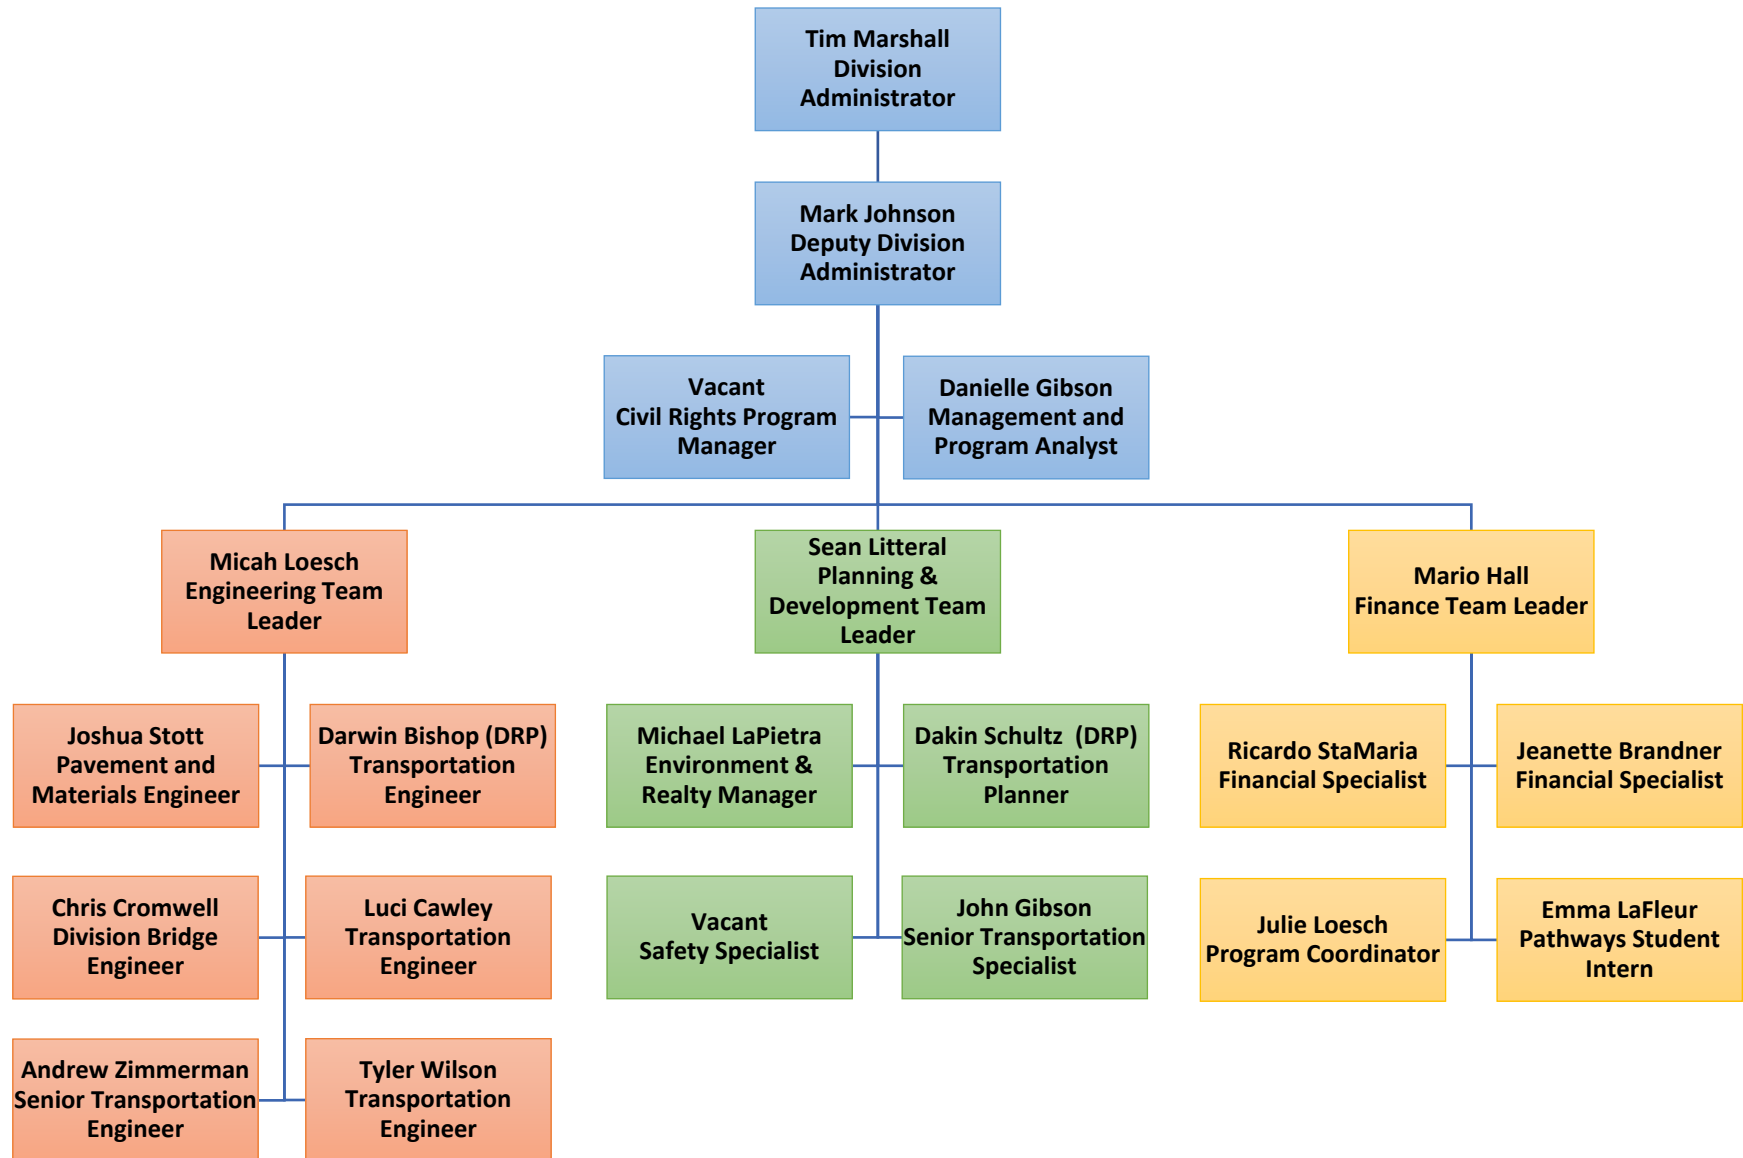 Tim Marshall
Division
Administrator
Mark Johnson
Deputy Division
Administrator
Vacant
Civil Rights Program
Manager
Danielle Gibson
Management and
Program Analyst
Micah Loesch
Engineering Team
Leader
Sean Litteral
Planning &
Development Team
Leader
Mario Hall
Finance Team Leader
Joshua Stott
Pavement and
Materials Engineer
Darwin Bishop (DRP)
Transportation
Engineer
Michael LaPietra
Environment &
Realty Manager
Dakin Schultz  (DRP)
Transportation
Planner
Ricardo StaMaria
Financial Specialist
Jeanette Brandner
Financial Specialist
Chris Cromwell
Division Bridge
Engineer
Luci Cawley
Transportation
Engineer
Vacant
Safety Specialist
John Gibson
Senior Transportation
Specialist
Julie Loesch
Program Coordinator
Emma LaFleur
Pathways Student
Intern
Andrew Zimmerman
Senior Transportation
Engineer
Tyler Wilson
Transportation
Engineer